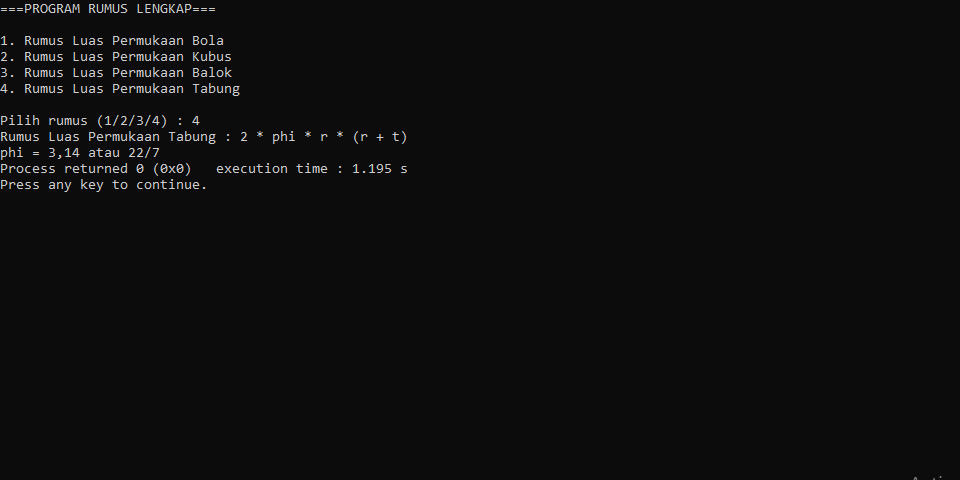 ===PROGRAM RUMUS LENGKAP===
1. Rumus Luas Permukaan Bola
2. Rumus Luas Permukaan Kubus
3. Rumus Luas Permukaan Balok
4. Rumus Luas Permukaan Tabung
Pilih rumus (1/2/3/4) : 4
Rumus Luas Permukaan Tabung : 2 * phi * r * (r + t)
phi = 3,14 atau 22/7
Process returned 0 (0x0)   execution time : 1.195 s
Press any key to continue.